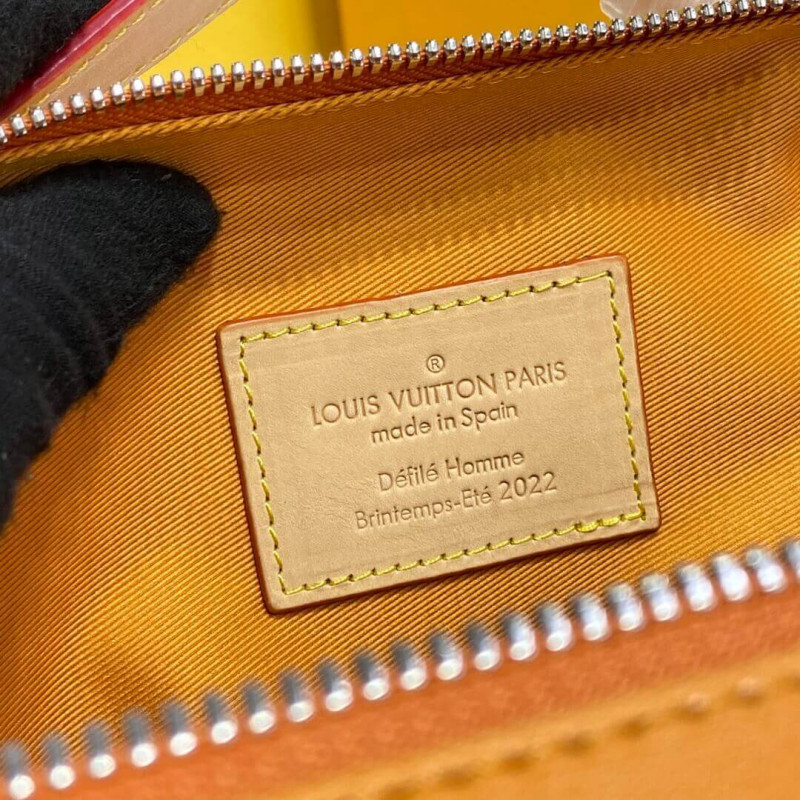 ®
LOUIS VUITTON PARIS
made in Spain
Défilé Homme
Brintemps-Eté 2022